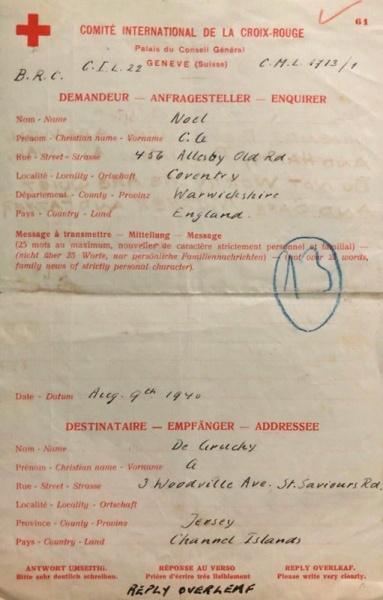 61
COMITÉ INTERNATIONAL DE LA CROIX-ROUGE
Palais du Conseil Général
GENÈVE (Suisse)
B.R.C. C.I.L. 22 C.M.L. 4713/1
DEMANDEUR — ANFRAGESTELLER — ENQUIRER
Nom - Name Noel
Prénom - Christian name - Vorname C.G
Rue - Street - Strasse 456 Allesby Old Rd
Localité - Locality - Ortschaft Coventry
Département - County - Provinz Warwickshire
Pays - Country - Land England.
Message à transmettre — Mitteilung — Message
(25 mots au maximum, nouvelles de caractère strictement personnel et familial) —
(nicht über 25 Worte, nur persönliche Familiennachrichten) — (not over 25 words,
family news of strictly personal character).
13
Date - Datum Aug. 9th 1940
DESTINATAIRE — EMPFÄNGER — ADDRESSEE
Nom - Name De Gruchy
Prénom - Christian name - Vorname G
Rue - Street - Strasse 3 Woodville Ave. St. Saviours Rd.
Localité - Locality - Ortschaft
Province - County - Provinz Jersey
Pays - Country - Land Channel Islands
ANTWORT UMSEITIG. RÉPONSE AU VERSO REPLY OVERLEAF.
Bitte sehr deutlich schreiben. Prière d'écrire très lisiblement Please write very clearly.
REPLY OVERLEAF